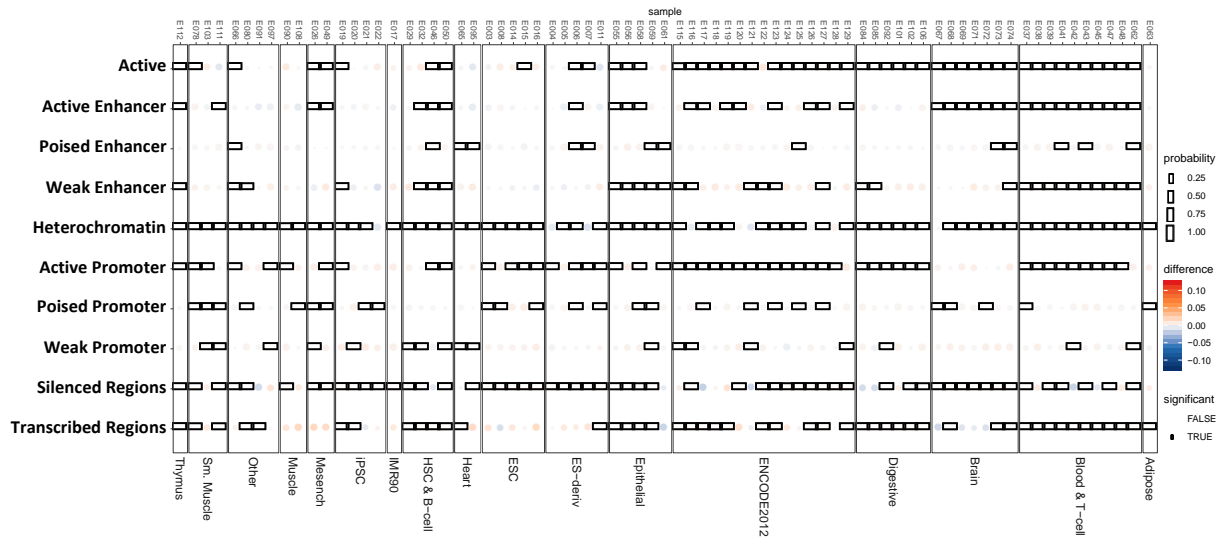 sample
E112 E078 E103 E111 E086 E080 E091 E097 E090 E108 E026 E049 E019 E020 E021 E022 E017 E029 E032 E046 E050 E065 E095 E003 E008 E014 E015 E016 E004 E005 E006 E007 E011 E055 E056 E058 E059 E061 E115 E116 E117 E118 E119 E120 E121 E122 E123 E124 E125 E126 E127 E128 E129 E084 E085 E092 E101 E102 E106 E067 E068 E069 E071 E072 E073 E074 E037 E038 E039 E041 E042 E043 E045 E047 E048 E062 E063
Active
Active Enhancer
Poised Enhancer
Weak Enhancer
Heterochromatin
Active Promoter
Poised Promoter
Weak Promoter
Silenced Regions
Transcribed Regions
Thymus
Sm. Muscle
Other
Muscle
Mesench
iPSC
IMR90
HSC & B-cell
Heart
ESC
ES-deriv
Epithelial
ENCODE2012
Digestive
Brain
Blood & T-cell
Adipose
probability
0.25
0.50
0.75
1.00
difference
0.10
0.05
0.00
-0.05
-0.10
significant
FALSE
TRUE